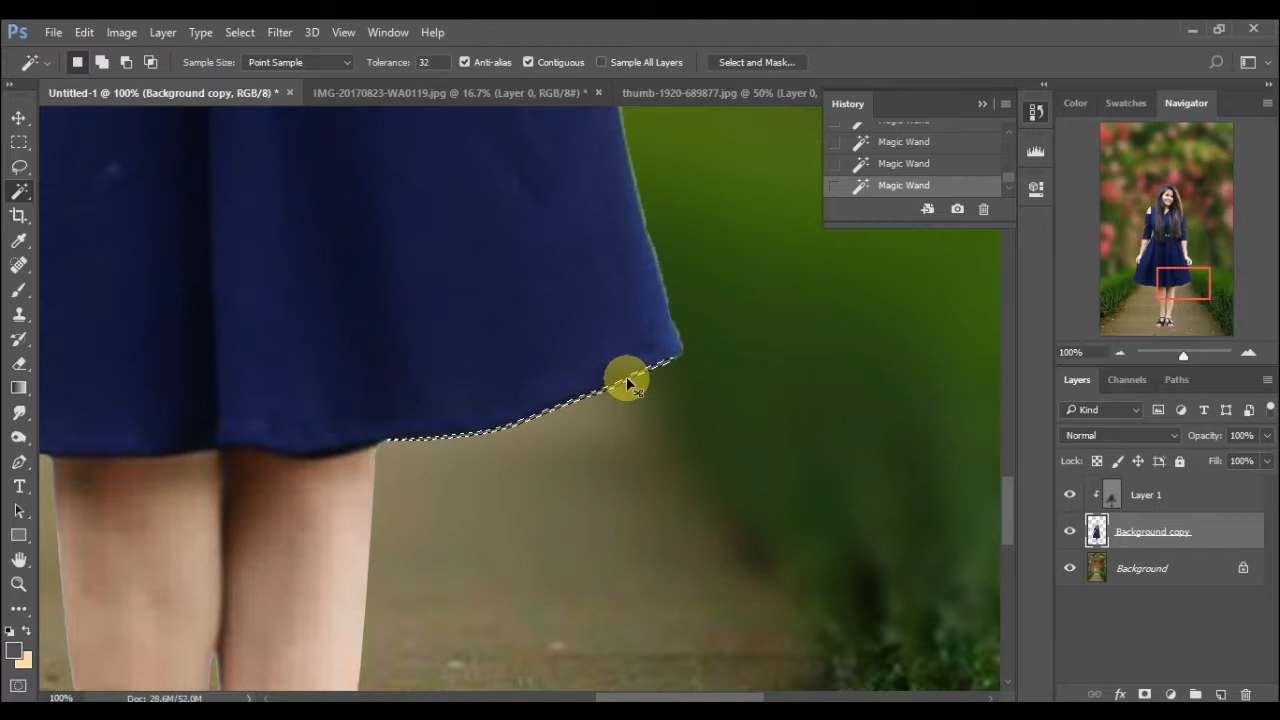 Ps File Edit Image Layer Type Select Filter 3D View Window Help
Sample Size: Point Sample Tolerance: 32 Anti-alias Contiguous Sample All Layers Select and Mask...
Untitled-1 @ 100% (Background copy, RGB/8) * × IMG-20170823-WA0119.jpg @ 16.7% (Layer 0, RGB/8#) * × thumb-1920-689877.jpg @ 50% (Layer 0,
History
Magic Wand
Magic Wand
Magic Wand
Color Swatches Navigator
100%
Layers Channels Paths
Kind
Normal Opacity: 100%
Lock: Fill: 100%
Layer 1
Background copy
Background
fx
100% Doc: 28.6M/52.0M